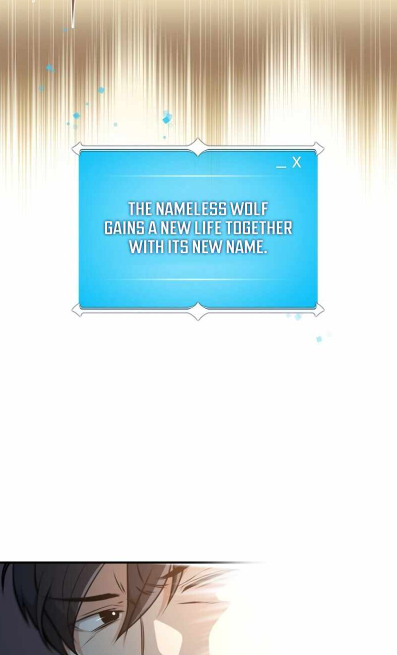 _ X
THE NAMELESS WOLF
GAINS A NEW LIFE TOGETHER
WITH ITS NEW NAME.